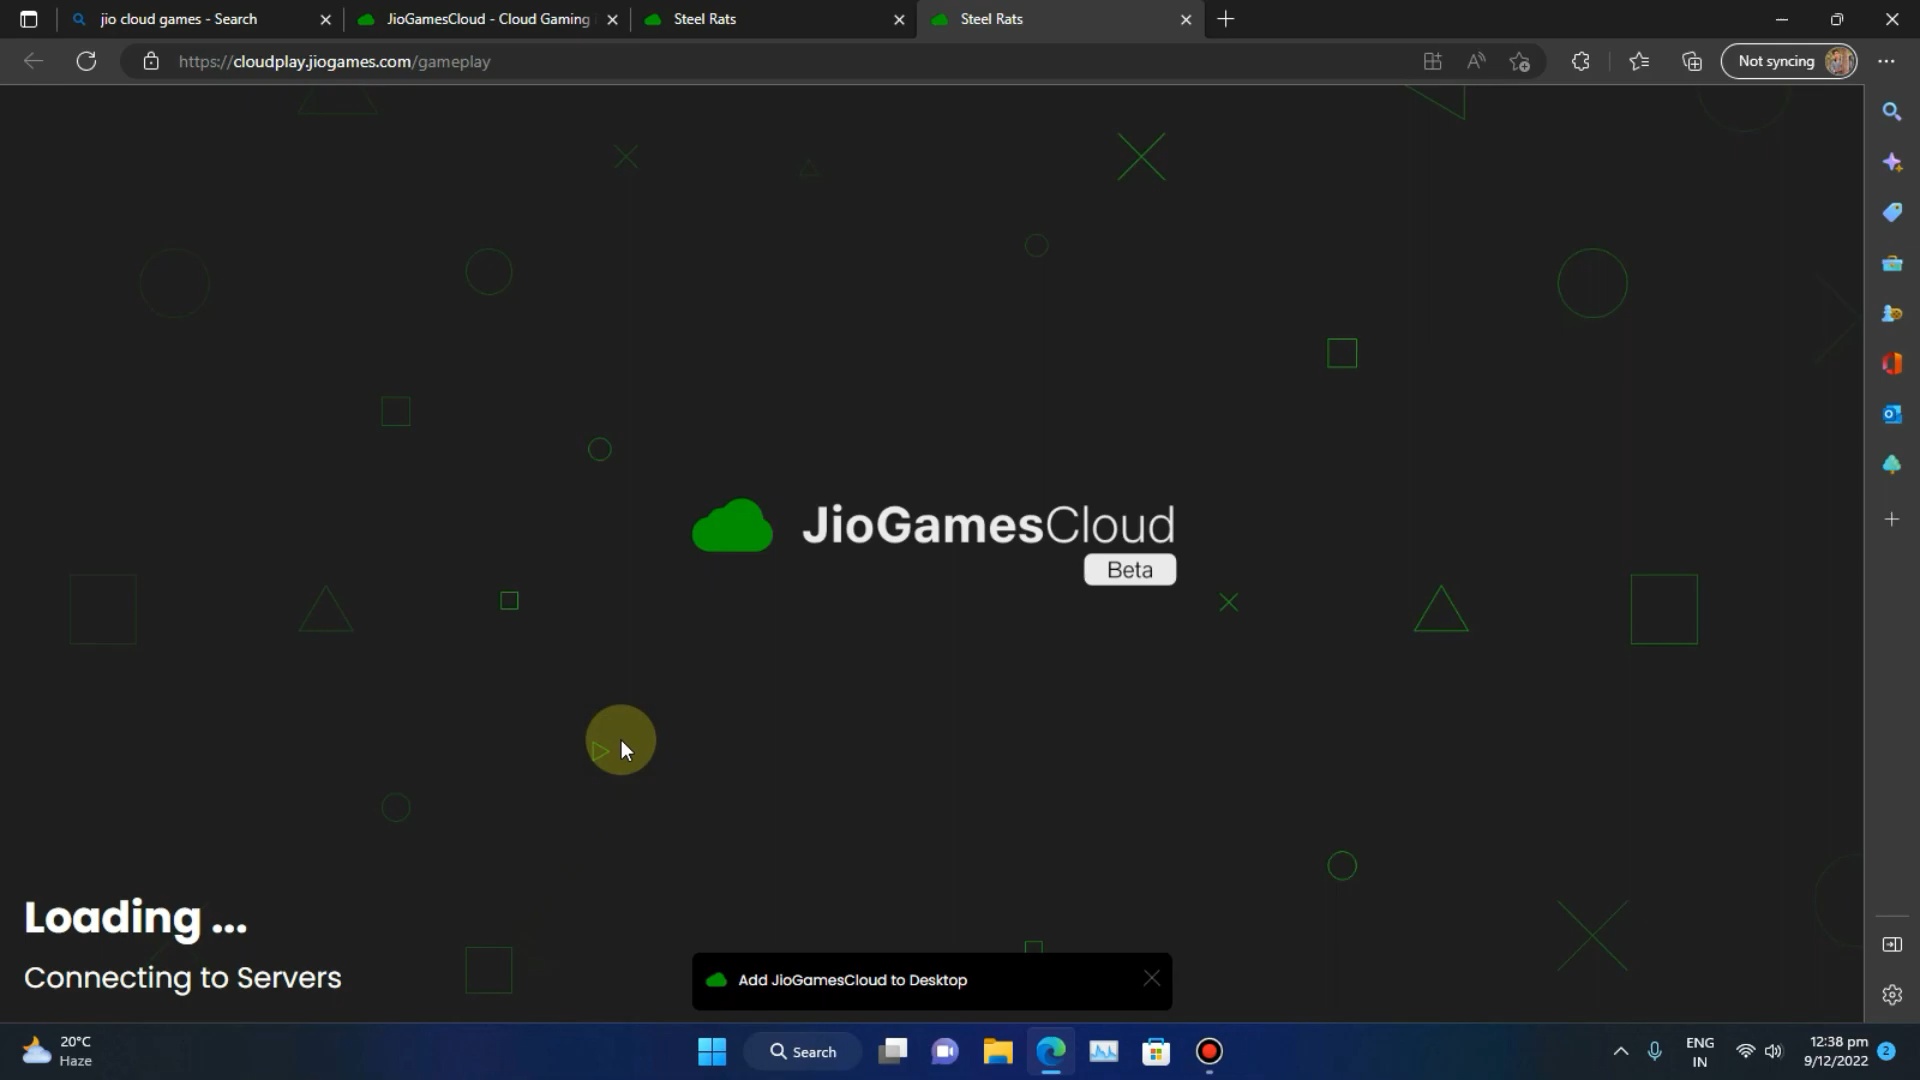 jio cloud games - Search
JioGamesCloud - Cloud Gaming
Steel Rats
Steel Rats
https://cloudplay.jiogames.com/gameplay
Not syncing
JioGamesCloud
Beta
Loading ...
Connecting to Servers
Add JioGamesCloud to Desktop
20°C
Haze
Search
ENG
IN
12:38 pm
9/12/2022
2